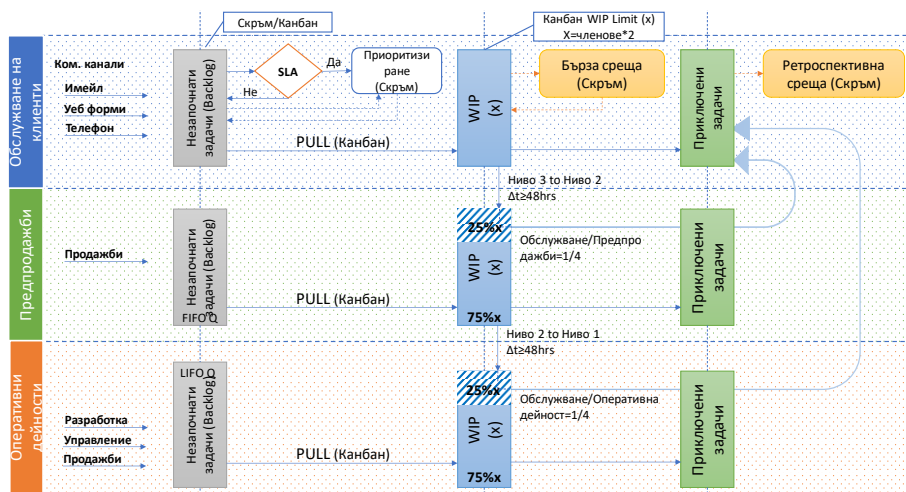 Скръм/Канбан
Канбан WIP Limit (x)
X=членове*2
Обслужване на
клиенти
Ком. канали
Имейл
Уеб форми
Телефон
Незапочнати
задачи (Backlog)
SLA
Да
Не
Приоритизи
ране
(Скръм)
PULL (Канбан)
WIP
(x)
Бърза среща
(Скръм)
Приключени
задачи
Ретроспективна
среща (Скръм)
Ниво 3 to Ниво 2
Δt≥48hrs
Предпродажби
Продажби
Незапочнати
задачи (Backlog)
FIFO Q
PULL (Канбан)
25%x
WIP
(x)
75%x
Обслужване/Предпро
дажби=1/4
Приключени
задачи
Ниво 2 to Ниво 1
Δt≥48hrs
Оперативни
дейности
Разработка
Управление
Продажби
LIFO Q
Незапочнати
задачи (Backlog)
PULL (Канбан)
25%x
WIP
(x)
75%x
Обслужване/Оперативна
дейност=1/4
Приключени
задачи